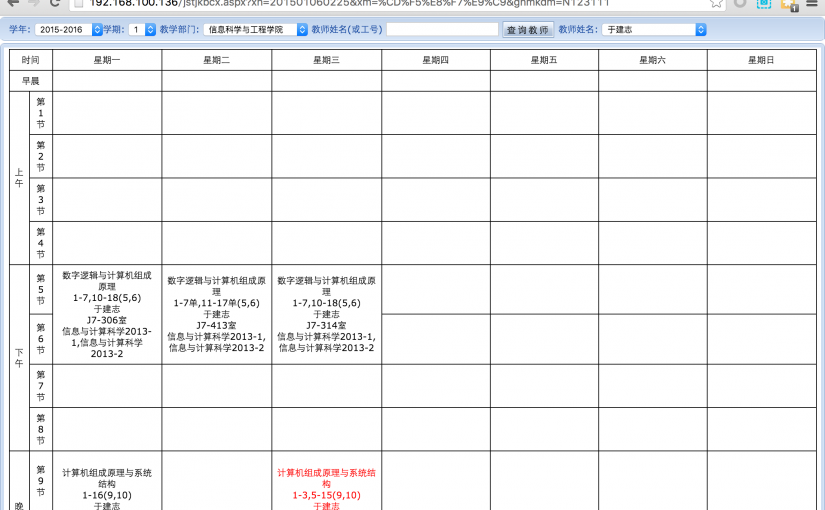 192.168.100.136/jstjkbcx.aspx?xh=201501060225&xm=%CD%F5%E8%F7%E9%C9&gnmkdm=N123111
学年: 2015-2016 学期: 1 教学部门: 信息科学与工程学院 教师姓名(或工号) 查询教师 教师姓名: 于建志
时间 星期一 星期二 星期三 星期四 星期五 星期六 星期日
早晨
上午
第1节
第2节
第3节
第4节
下午
第5节
数字逻辑与计算机组成
原理
1-7,10-18(5,6)
于建志
J7-306室
信息与计算科学2013-
1,信息与计算科学
2013-2
数字逻辑与计算机组成原
理
1-7单,11-17单(5,6)
于建志
J7-413室
信息与计算科学2013-1,
信息与计算科学2013-2
数字逻辑与计算机组成原
理
1-7,10-18(5,6)
于建志
J7-314室
信息与计算科学2013-1,
信息与计算科学2013-2
第6节
第7节
第8节
晚
第9节
计算机组成原理与系统
结构
1-16(9,10)
于建志
计算机组成原理与系统结
构
1-3,5-15(9,10)
于建志